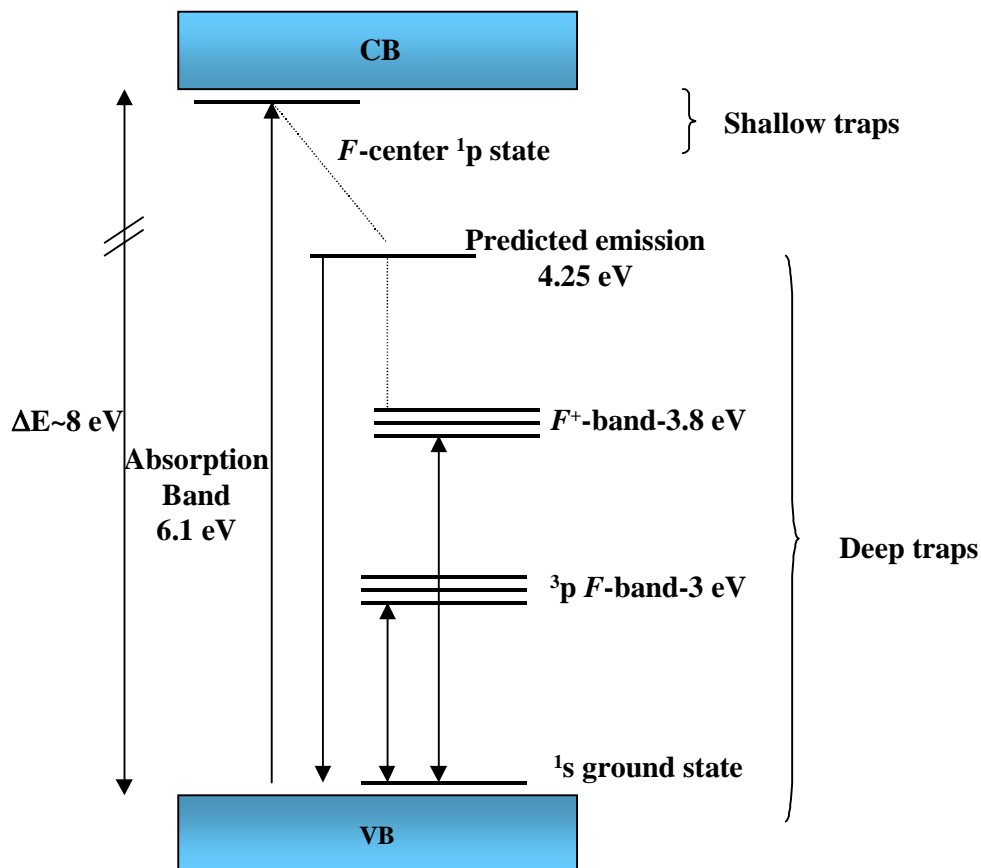 CB
Shallow traps
F-center ¹p state
Predicted emission
4.25 eV
ΔE~8 eV
F⁺-band-3.8 eV
Absorption
Band
6.1 eV
Deep traps
³p F-band-3 eV
¹s ground state
VB